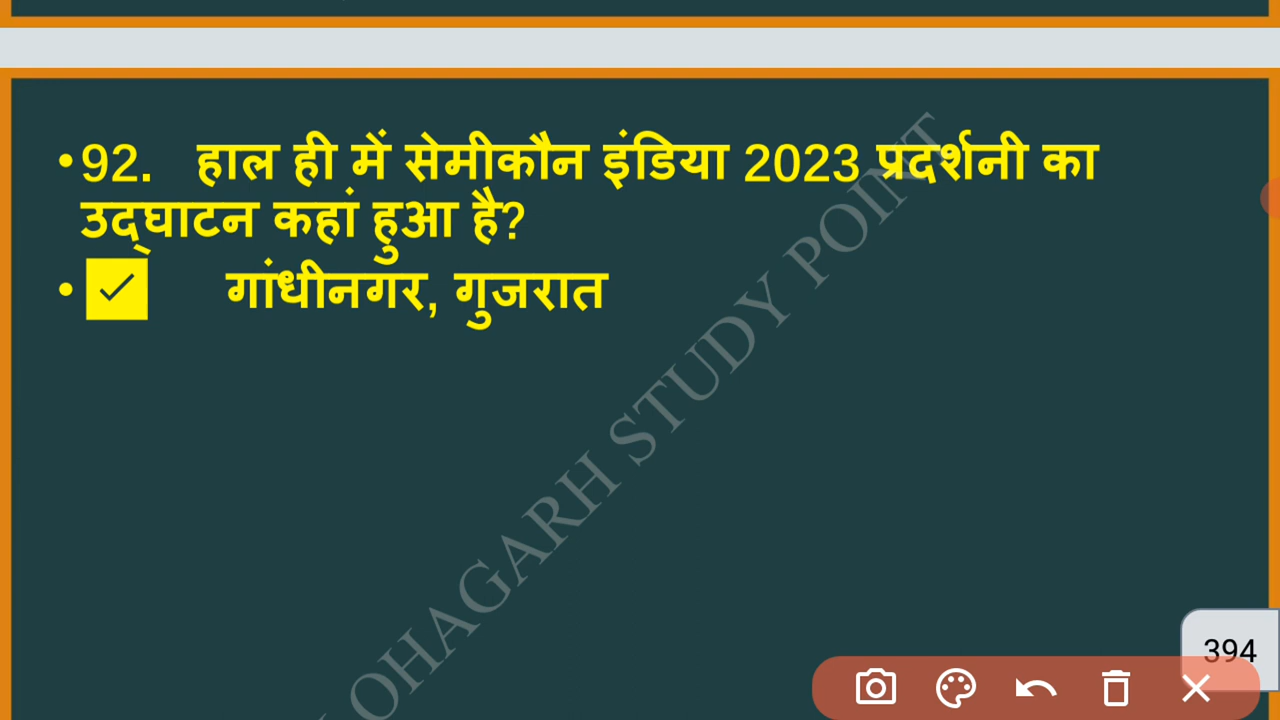 •92. हाल ही में सेमीकौन इंडिया 2023 प्रदर्शनी का
उद्घाटन कहां हुआ है?
• ✓ गांधीनगर, गुजरात
OHAGARH STUDY POINT
394